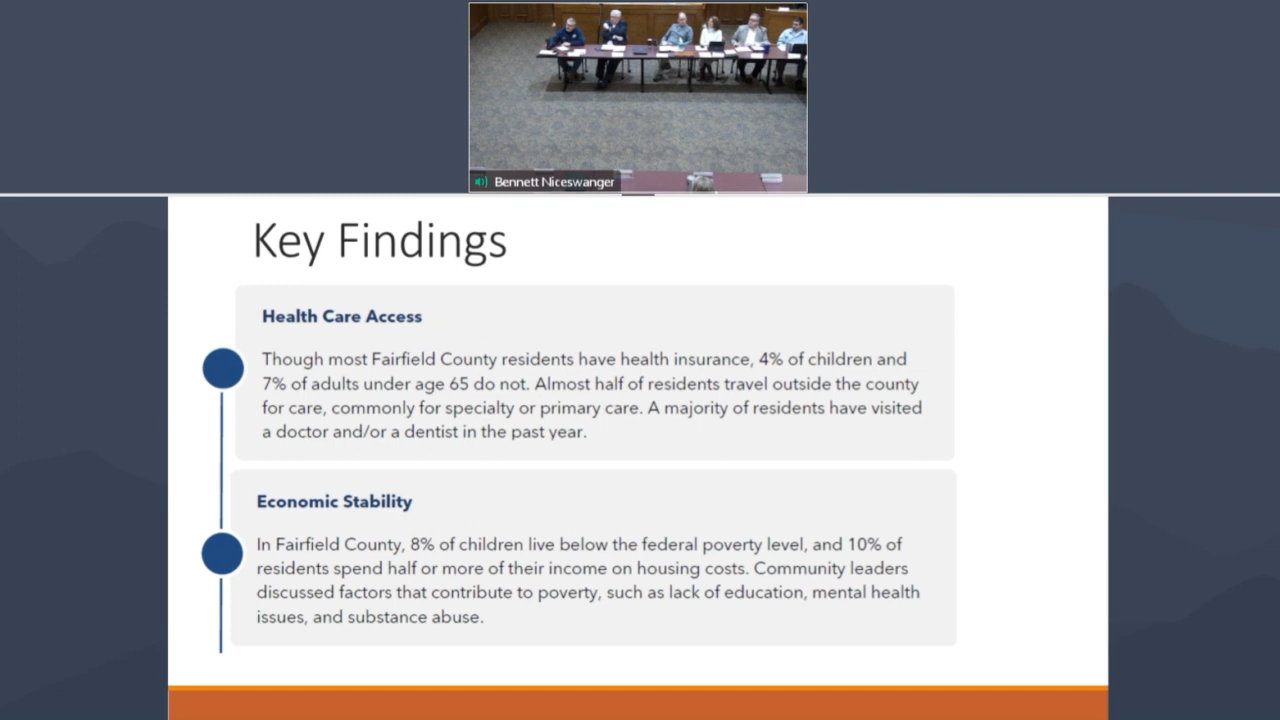 Bennett Niceswanger
Key Findings
Health Care Access
Though most Fairfield County residents have health insurance, 4% of children and
7% of adults under age 65 do not. Almost half of residents travel outside the county
for care, commonly for specialty or primary care. A majority of residents have visited
a doctor and/or a dentist in the past year.
Economic Stability
In Fairfield County, 8% of children live below the federal poverty level, and 10% of
residents spend half or more of their income on housing costs. Community leaders
discussed factors that contribute to poverty, such as lack of education, mental health
issues, and substance abuse.